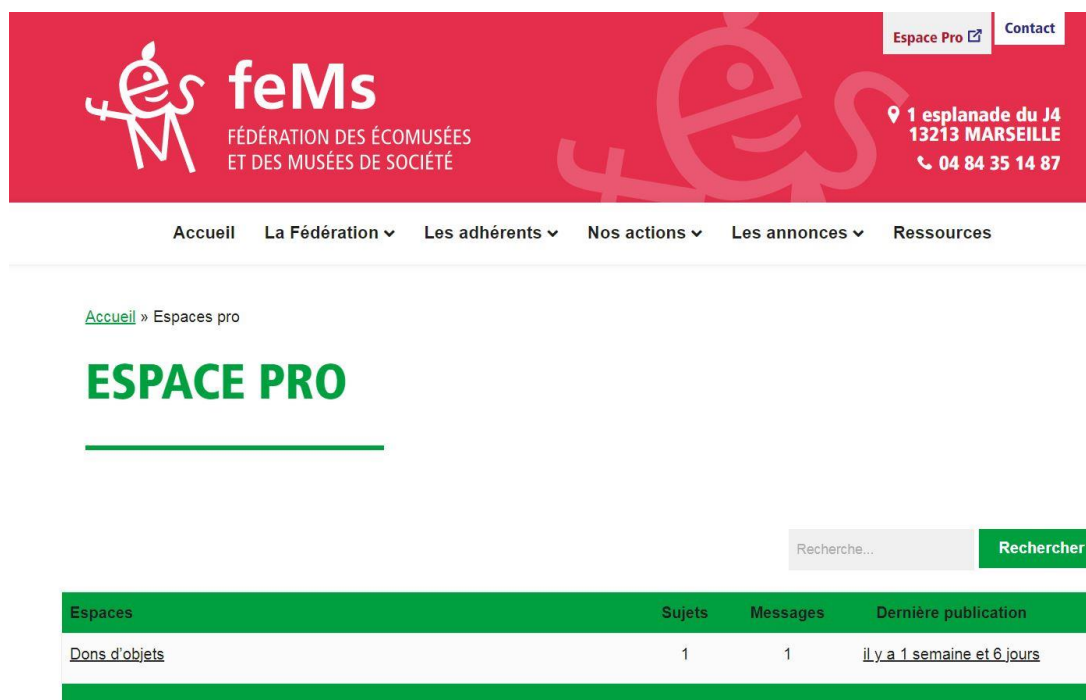 Espace Pro
Contact
feMs
FÉDÉRATION DES ÉCOMUSÉES
ET DES MUSÉES DE SOCIÉTÉ
1 esplanade du J4
13213 MARSEILLE
04 84 35 14 87
Accueil La Fédération Les adhérents Nos actions Les annonces Ressources
Accueil » Espaces pro
ESPACE PRO
Recherche... Rechercher
Espaces Sujets Messages Dernière publication
Dons d'objets 1 1 il y a 1 semaine et 6 jours